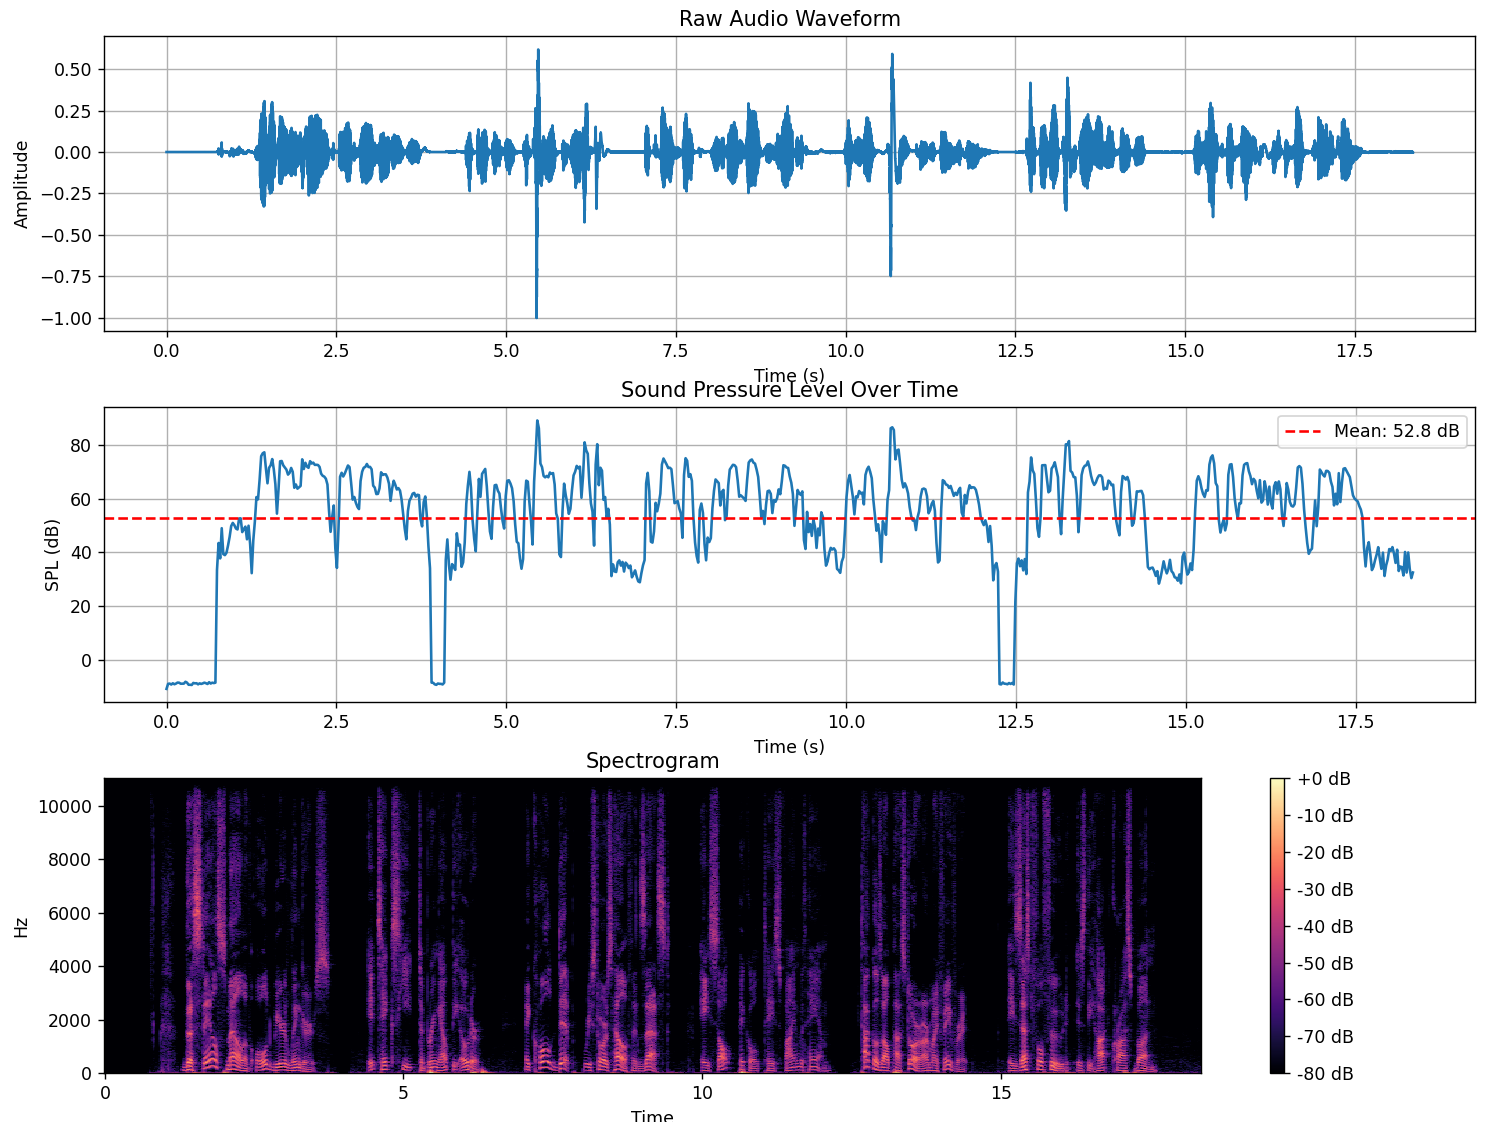 Raw Audio Waveform
0.50
0.25
0.00
−0.25
−0.50
−0.75
−1.00
Amplitude
0.0 2.5 5.0 7.5 10.0 12.5 15.0 17.5
Time (s)
Sound Pressure Level Over Time
Mean: 52.8 dB
80
60
40
20
0
SPL (dB)
0.0 2.5 5.0 7.5 10.0 12.5 15.0 17.5
Time (s)
Spectrogram
10000
8000
6000
4000
2000
0
Hz
0 5 10 15
Time
+0 dB
-10 dB
-20 dB
-30 dB
-40 dB
-50 dB
-60 dB
-70 dB
-80 dB